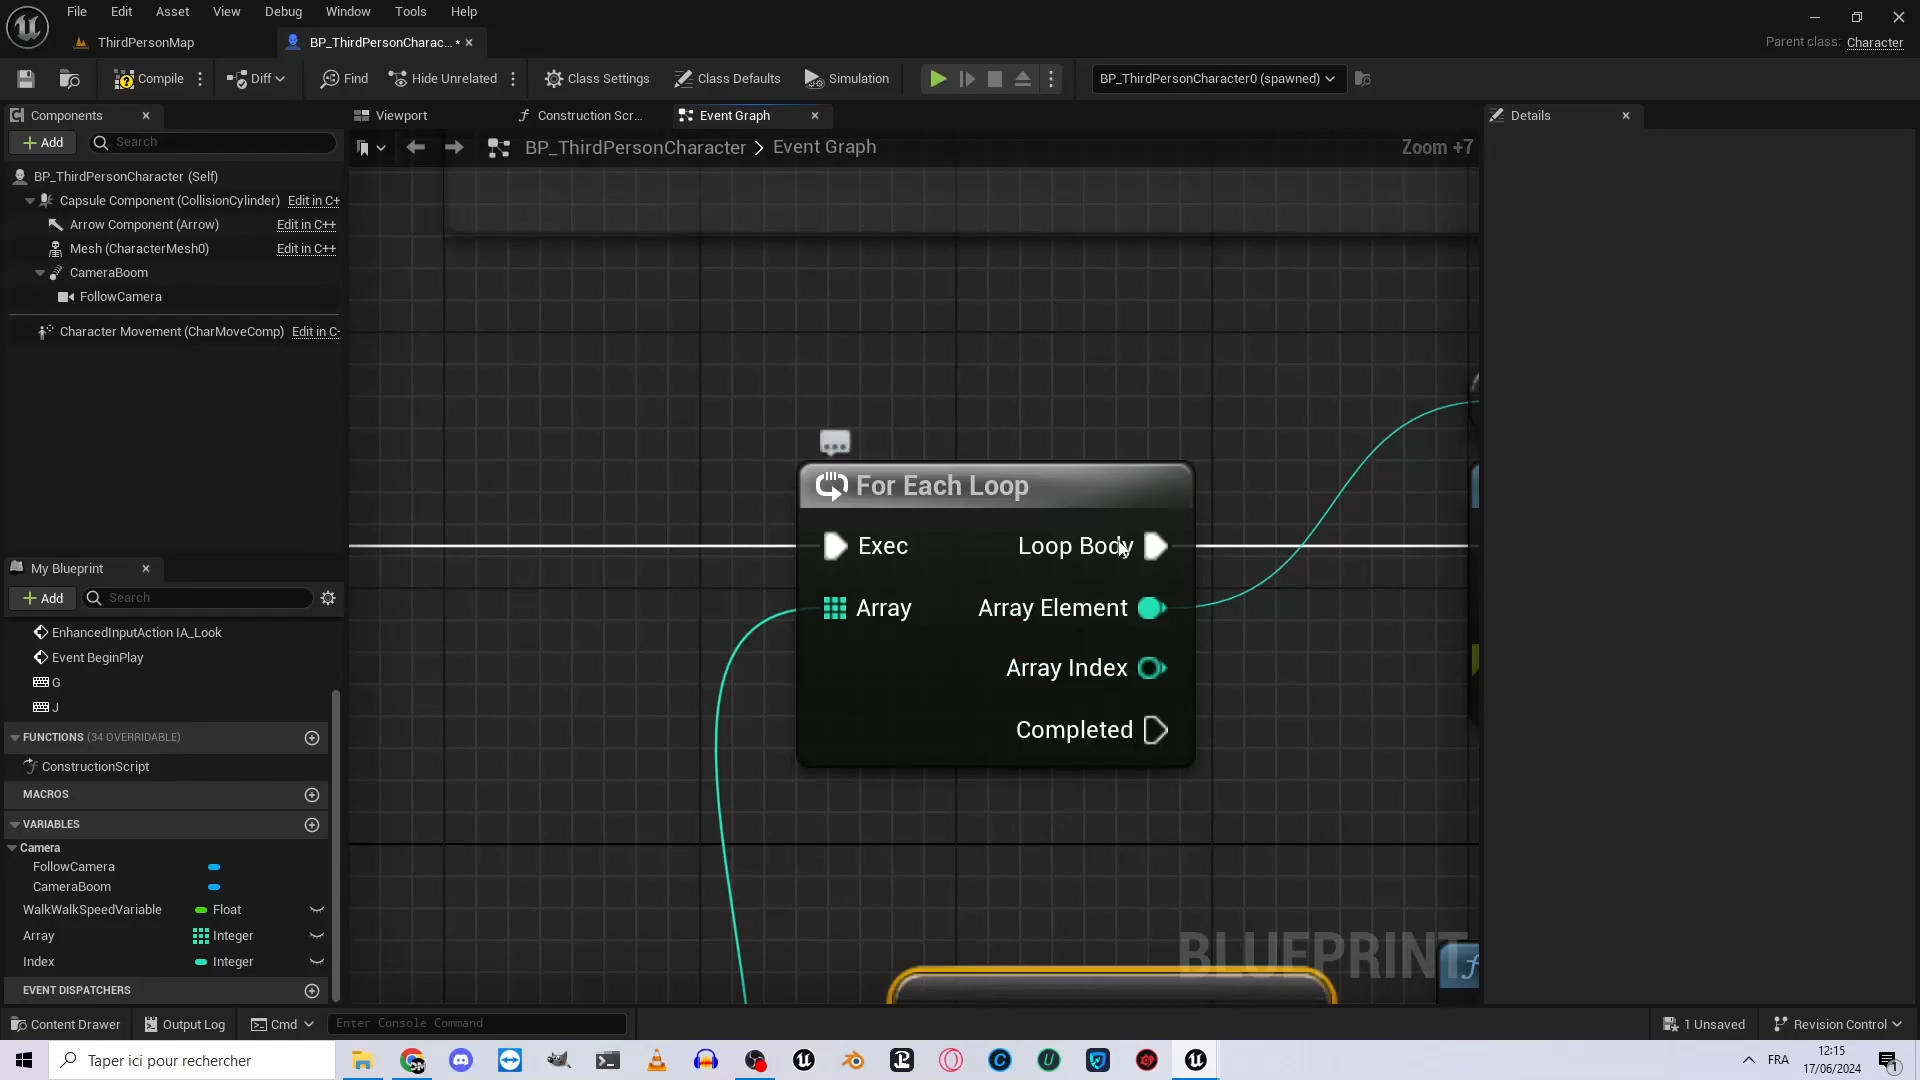 File Edit Asset View Debug Window Tools Help
ThirdPersonMap
BP_ThirdPersonCharac... *
Parent class: Character
Compile
Diff
Find
Hide Unrelated
Class Settings
Class Defaults
Simulation
BP_ThirdPersonCharacter0 (spawned)
Components
Viewport
Construction Scr...
Event Graph
Details
Add
Search
BP_ThirdPersonCharacter > Event Graph
Zoom +7
BP_ThirdPersonCharacter (Self)
Capsule Component (CollisionCylinder) Edit in C+
Arrow Component (Arrow) Edit in C++
Mesh (CharacterMesh0) Edit in C++
CameraBoom
FollowCamera
Character Movement (CharMoveComp) Edit in C
For Each Loop
Exec
Loop Body
Array
Array Element
Array Index
Completed
My Blueprint
Add
Search
EnhancedInputAction IA_Look
Event BeginPlay
G
J
FUNCTIONS (34 OVERRIDABLE)
ConstructionScript
MACROS
VARIABLES
Camera
FollowCamera
CameraBoom
WalkWalkSpeedVariable Float
Array Integer
Index Integer
EVENT DISPATCHERS
BLUEPRINT
f
Content Drawer
Output Log
Cmd
Enter Console Command
1 Unsaved
Revision Control
Taper ici pour rechercher
FRA
12:15
17/06/2024
1